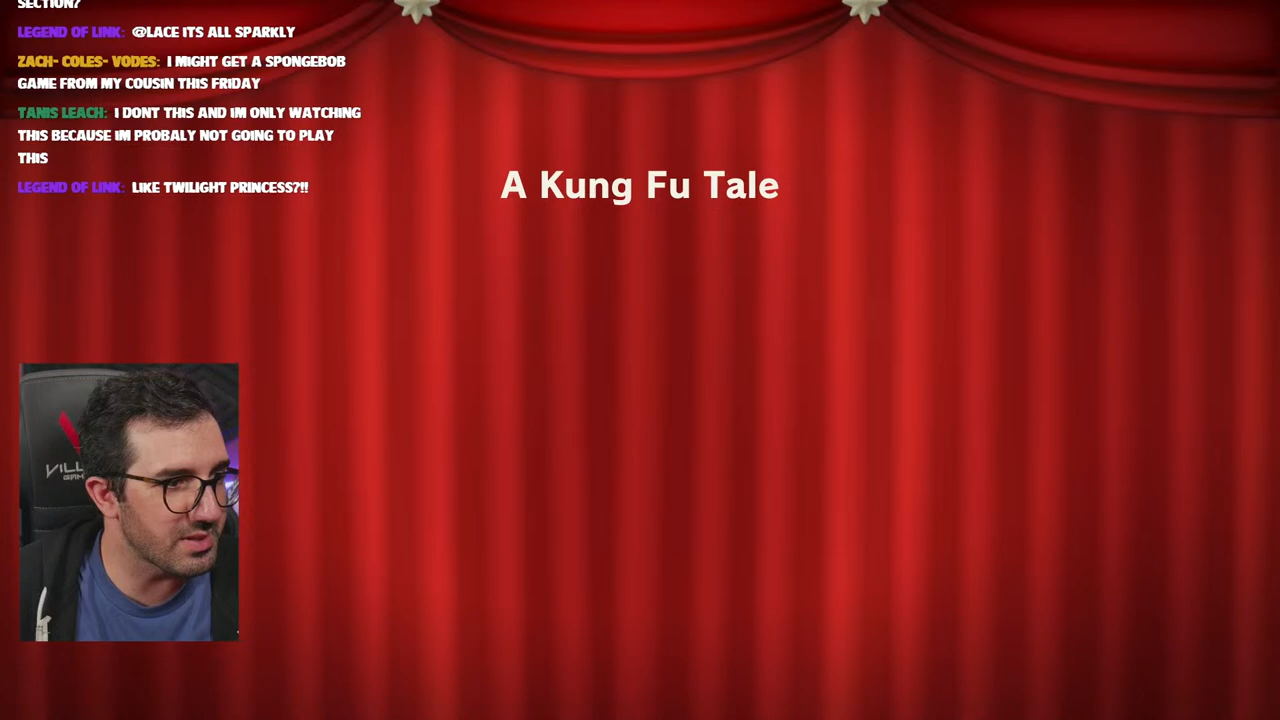 SECTION?
LEGEND OF LINK: @LACE ITS ALL SPARKLY
ZACH- COLES- VODES: I MIGHT GET A SPONGEBOB
GAME FROM MY COUSIN THIS FRIDAY
TANIS LEACH: I DONT THIS AND IM ONLY WATCHING
THIS BECAUSE IM PROBALY NOT GOING TO PLAY
THIS
LEGEND OF LINK: LIKE TWILIGHT PRINCESS?!!
A Kung Fu Tale